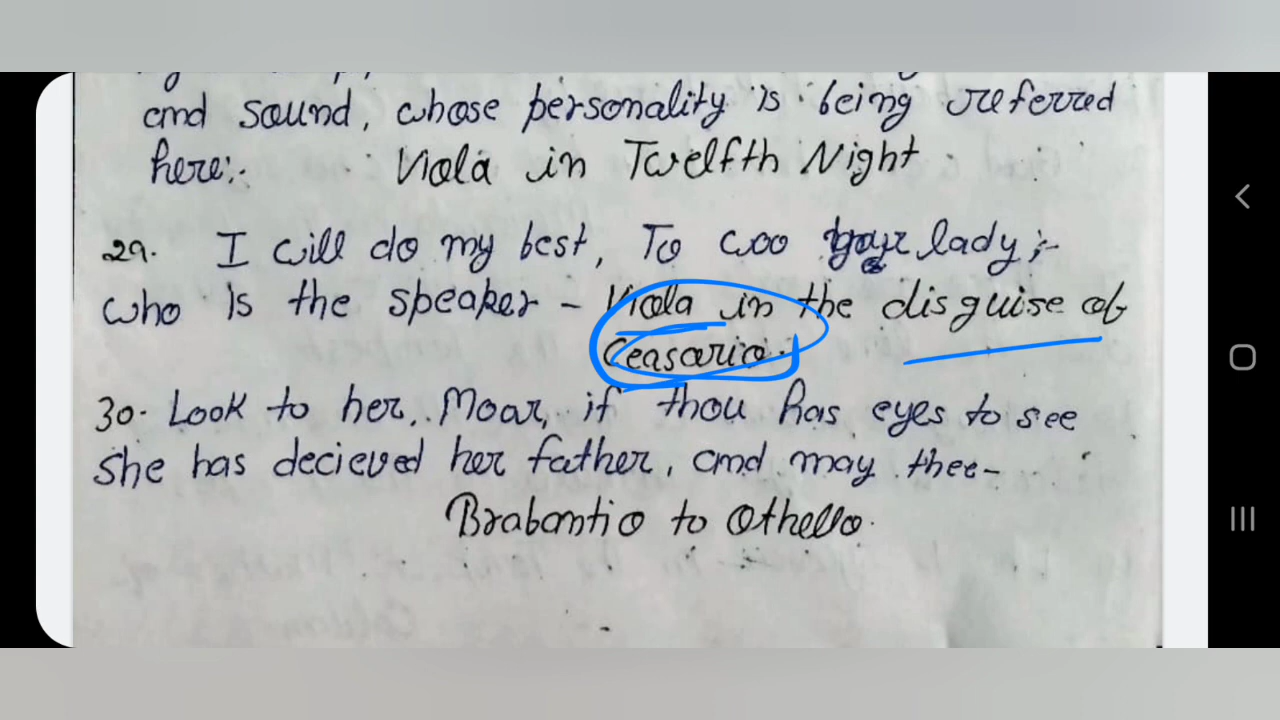 and sound, whose personality is being referred
here:- Viola in Twelfth Night
29. I will do my best, To woo your lady;-
who is the speaker - Viola in the disguise of
Ceasario.
30. Look to her, Moar, if thou has eyes to see
She has decieved her father, and may thee-
Brabantio to Othello.